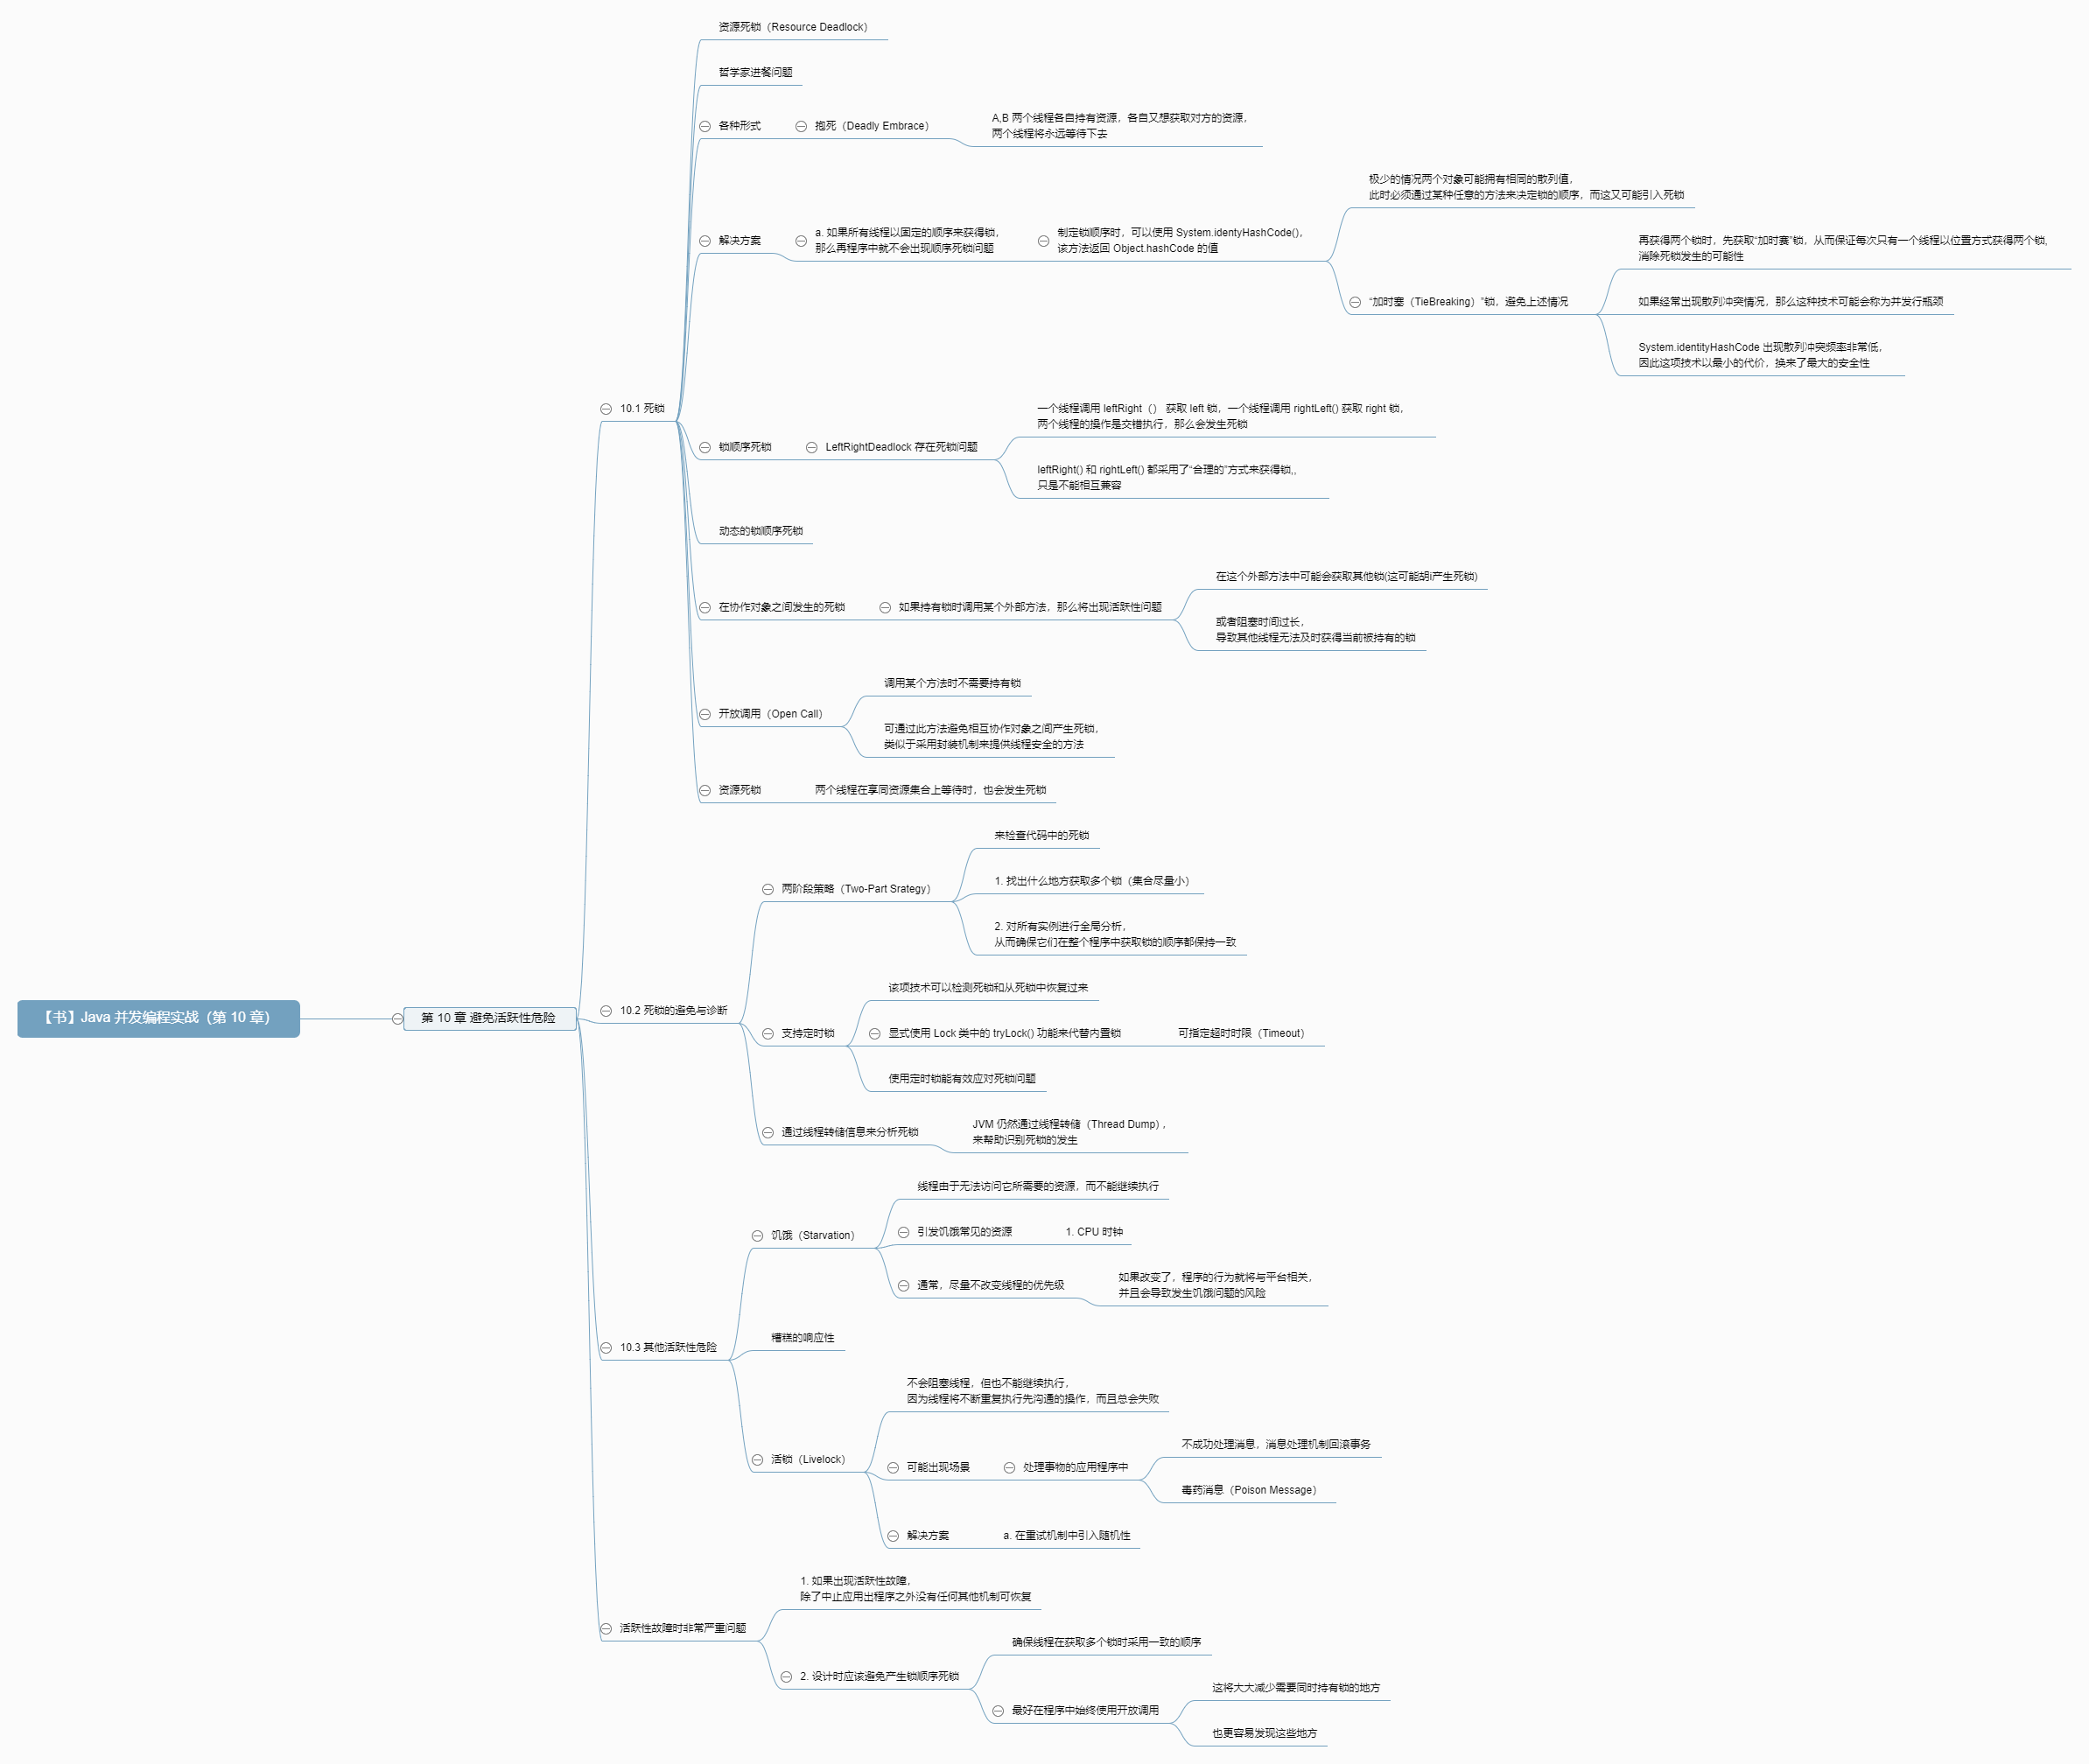 【书】Java 并发编程实战（第 10 章）
第 10 章 避免活跃性危险
10.1 死锁
资源死锁（Resource Deadlock）
哲学家进餐问题
各种形式
抱死（Deadly Embrace）
A,B 两个线程各自持有资源，各自又想获取对方的资源，
两个线程将永远等待下去
解决方案
a. 如果所有线程以固定的顺序来获得锁，
那么再程序中就不会出现顺序死锁问题
制定锁顺序时，可以使用 System.identyHashCode()，
该方法返回 Object.hashCode 的值
极少的情况两个对象可能拥有相同的散列值，
此时必须通过某种任意的方法来决定锁的顺序，而这又可能引入死锁
“加时塞（TieBreaking）”锁，避免上述情况
再获得两个锁时，先获取“加时赛”锁，从而保证每次只有一个线程以位置方式获得两个锁,
消除死锁发生的可能性
如果经常出现散列冲突情况，那么这种技术可能会称为并发行瓶颈
System.identityHashCode 出现散列冲突频率非常低，
因此这项技术以最小的代价，换来了最大的安全性
锁顺序死锁
LeftRightDeadlock 存在死锁问题
一个线程调用 leftRight（） 获取 left 锁，一个线程调用 rightLeft() 获取 right 锁，
两个线程的操作是交错执行，那么会发生死锁
leftRight() 和 rightLeft() 都采用了“合理的”方式来获得锁,,
只是不能相互兼容
动态的锁顺序死锁
在协作对象之间发生的死锁
如果持有锁时调用某个外部方法，那么将出现活跃性问题
在这个外部方法中可能会获取其他锁(这可能胡i产生死锁)
或者阻塞时间过长，
导致其他线程无法及时获得当前被持有的锁
开放调用（Open Call）
调用某个方法时不需要持有锁
可通过此方法避免相互协作对象之间产生死锁，
类似于采用封装机制来提供线程安全的方法
资源死锁
两个线程在享同资源集合上等待时，也会发生死锁
10.2 死锁的避免与诊断
两阶段策略（Two-Part Srategy）
来检查代码中的死锁
1. 找出什么地方获取多个锁（集合尽量小）
2. 对所有实例进行全局分析，
从而确保它们在整个程序中获取锁的顺序都保持一致
支持定时锁
该项技术可以检测死锁和从死锁中恢复过来
显式使用 Lock 类中的 tryLock() 功能来代替内置锁
可指定超时时限（Timeout）
使用定时锁能有效应对死锁问题
通过线程转储信息来分析死锁
JVM 仍然通过线程转储（Thread Dump），
来帮助识别死锁的发生
10.3 其他活跃性危险
饥饿（Starvation）
线程由于无法访问它所需要的资源，而不能继续执行
引发饥饿常见的资源
1. CPU 时钟
通常，尽量不改变线程的优先级
如果改变了，程序的行为就将与平台相关，
并且会导致发生饥饿问题的风险
糟糕的响应性
活锁（Livelock）
不会阻塞线程，但也不能继续执行，
因为线程将不断重复执行先沟通的操作，而且总会失败
可能出现场景
处理事物的应用程序中
不成功处理消息，消息处理机制回滚事务
毒药消息（Poison Message）
解决方案
a. 在重试机制中引入随机性
活跃性故障时非常严重问题
1. 如果出现活跃性故障，
除了中止应用出程序之外没有任何其他机制可恢复
2. 设计时应该避免产生锁顺序死锁
确保线程在获取多个锁时采用一致的顺序
最好在程序中始终使用开放调用
这将大大减少需要同时持有锁的地方
也更容易发现这些地方